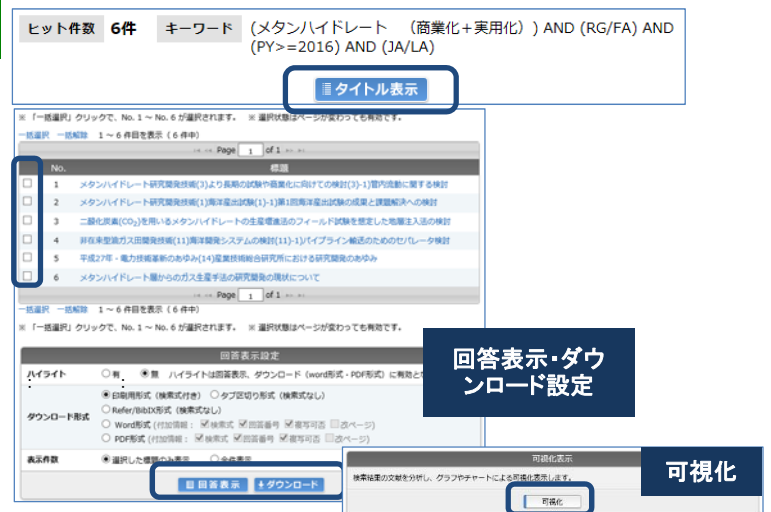 ヒット件数 6件 キーワード (メタンハイドレート （商業化＋実用化）) AND (RG/FA) AND
(PY>=2016) AND (JA/LA)
タイトル表示
※ 「一括選択」クリックで、No. 1 ～ No. 6 が選択されます。 ※ 選択状態はページが変わっても有効です。
一括選択 一括解除 1 ～ 6 件目を表示（ 6 件中）
Page 1 of 1
No. 標題
1 メタンハイドレート研究開発技術(3)より長期の試験や商業化に向けての検討(3)-1)管内流動に関する検討
2 メタンハイドレート研究開発技術(1)海洋産出試験(1)-1)第1回海洋産出試験の成果と課題解決への検討
3 二酸化炭素(CO₂)を用いるメタンハイドレートの生産増進法のフィールド試験を想定した地層注入法の検討
4 非在来型油ガス田開発技術(11)海洋開発システムの検討(11)-1)パイプライン輸送のためのセパレータ検討
5 平成27年・電力技術革新のあゆみ(14)産業技術総合研究所における研究開発のあゆみ
6 メタンハイドレート層からのガス生産手法の研究開発の現状について
Page 1 of 1
一括選択 一括解除 1 ～ 6 件目を表示（ 6 件中）
※ 「一括選択」クリックで、No. 1 ～ No. 6 が選択されます。 ※ 選択状態はページが変わっても有効です。
回答表示・ダウ
ンロード設定
回答表示設定
ハイライト 有 無 ハイライトは回答表示、ダウンロード（word形式・PDF形式）に有効と
ダウンロード形式 印刷用形式（検索式付き） タブ区切り形式（検索式なし）
Refer/BibIX形式（検索式なし）
Word形式 (付加情報： 検索式 回答番号 複写可否 改ページ)
PDF形式 (付加情報： 検索式 回答番号 複写可否 改ページ)
表示件数 選択した標題のみ表示 全件表示
回答表示 ダウンロード
可視化表示
可視化
検索結果の文献を分析し、グラフやチャートによる可視化表示します。
可視化